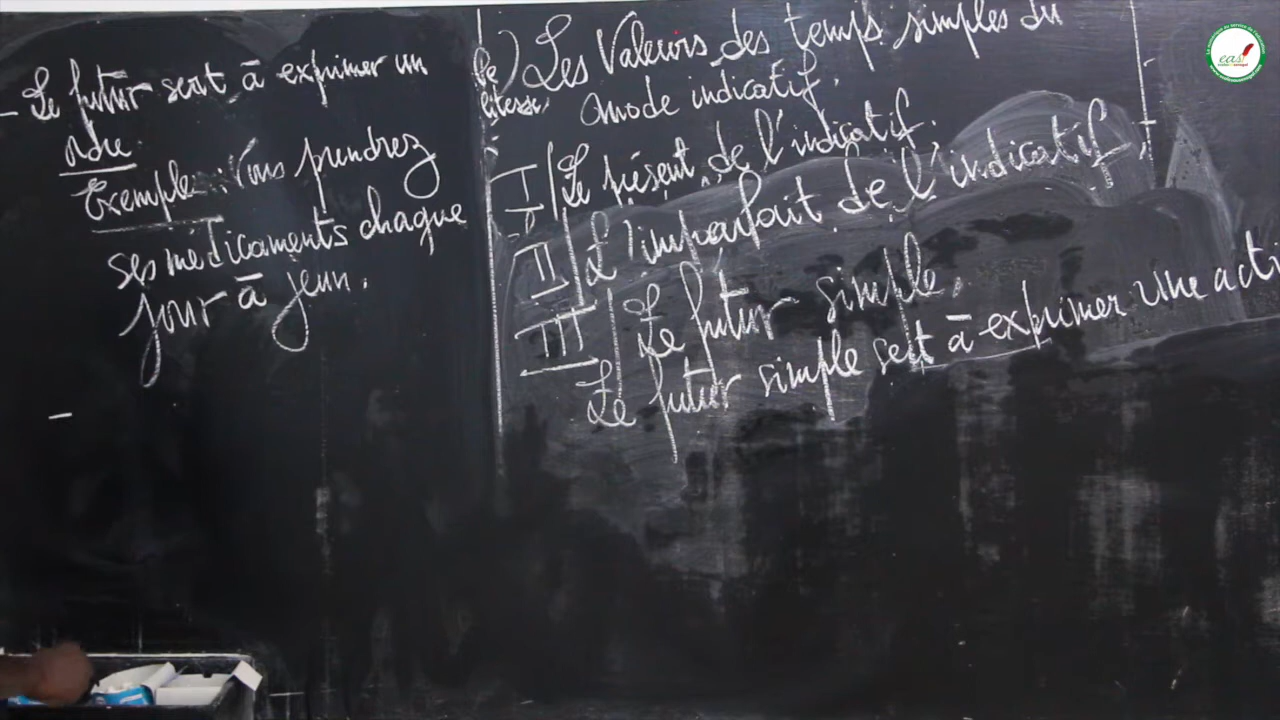 - Le futur sert à exprimer un
ordre.
Exemple : Vous prendrez
ses médicaments chaque
jour à jeun.
-
) Les Valeurs des temps simples du
mode indicatif.
I Le présent de l'indicatif.
II L'imparfait de l'indicatif.
III Le futur simple.
Le futur simple sert à exprimer une acti
eas